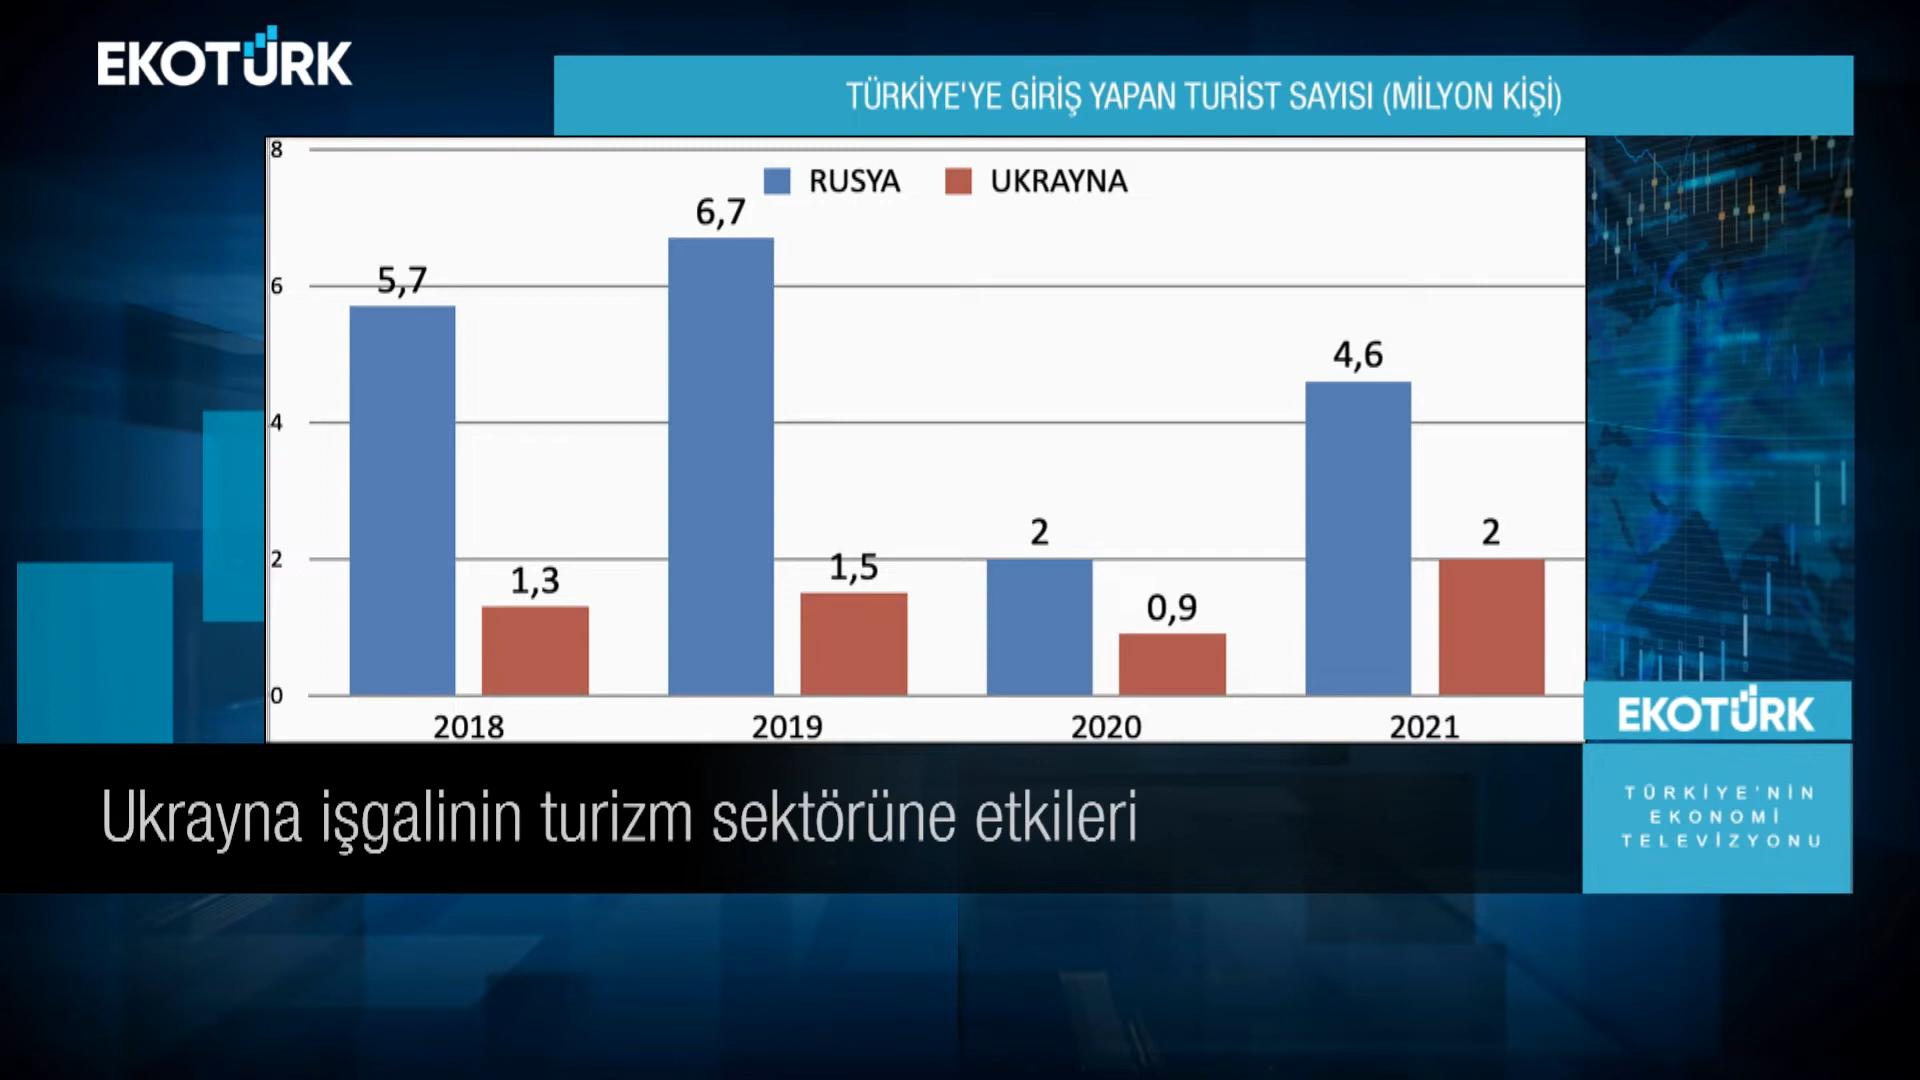 EKOTÜRK
TÜRKİYE'YE GİRİŞ YAPAN TURİST SAYISI (MİLYON KİŞİ)
8
RUSYA UKRAYNA
6,7
5,7
6
4,6
4
2 2
2
1,3 1,5
0,9
0
2018 2019 2020 2021
EKOTÜRK
Ukrayna işgalinin turizm sektörüne etkileri
TÜRKİYE'NİN
EKONOMİ
TELEVİZYONU